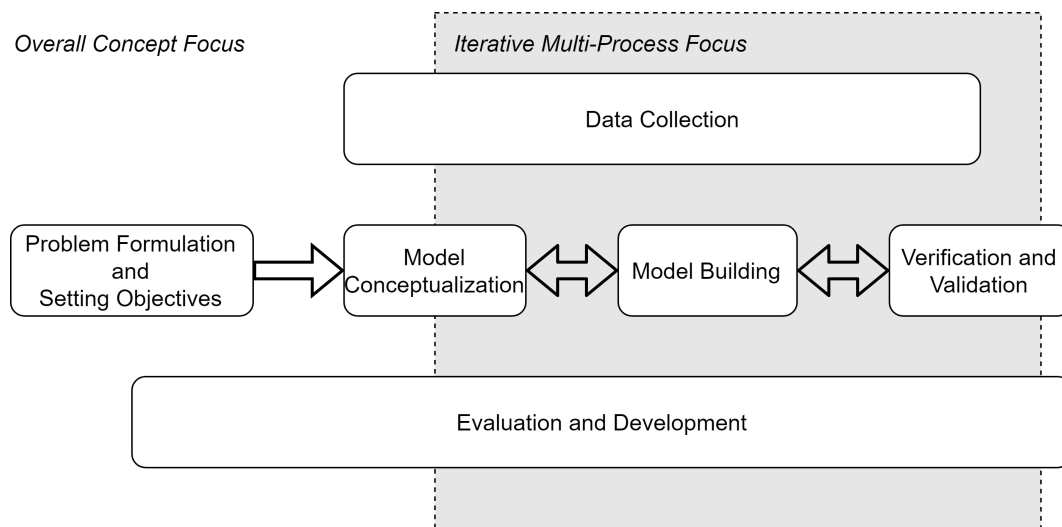 Overall Concept Focus
Iterative Multi-Process Focus
Data Collection
Problem Formulation
and
Setting Objectives
Model
Conceptualization
Model Building
Verification and
Validation
Evaluation and Development